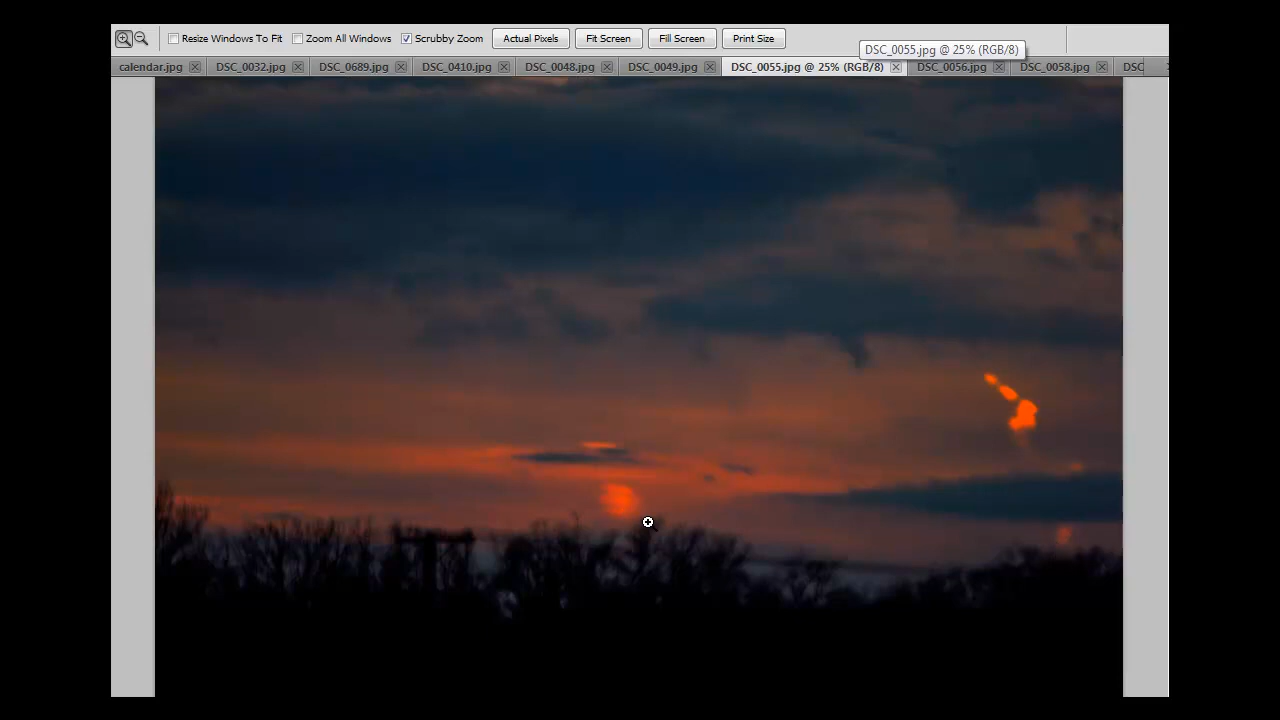 Resize Windows To Fit Zoom All Windows Scrubby Zoom Actual Pixels Fit Screen Fill Screen Print Size
DSC_0055.jpg @ 25% (RGB/8)
calendar.jpg DSC_0032.jpg DSC_0689.jpg DSC_0410.jpg DSC_0048.jpg DSC_0049.jpg DSC_0055.jpg @ 25% (RGB/8) DSC_0056.jpg DSC_0058.jpg DSC